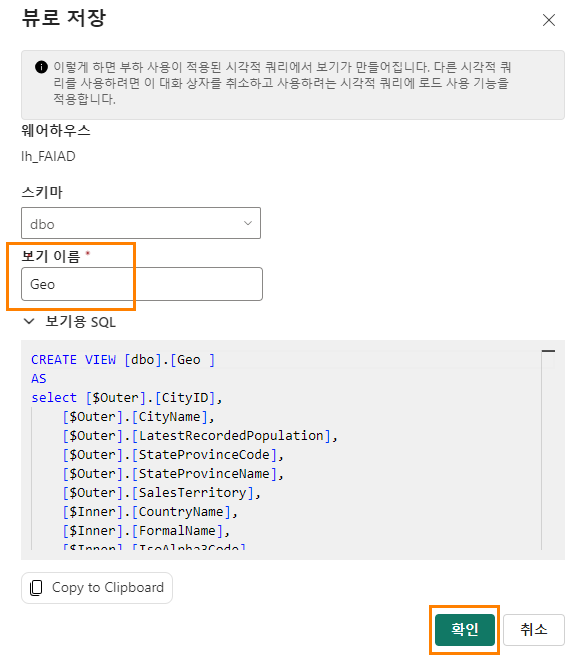 뷰로 저장
이렇게 하면 부하 사용이 적용된 시각적 쿼리에서 보기가 만들어집니다. 다른 시각적 쿼
리를 사용하려면 이 대화 상자를 취소하고 사용하려는 시각적 쿼리에 로드 사용 기능을
적용합니다.
웨어하우스
lh_FAIAD
스키마
dbo
보기 이름 *
Geo
보기용 SQL
CREATE VIEW [dbo].[Geo ]
AS
select [$Outer].[CityID],
[$Outer].[CityName],
[$Outer].[LatestRecordedPopulation],
[$Outer].[StateProvinceCode],
[$Outer].[StateProvinceName],
[$Outer].[SalesTerritory],
[$Inner].[CountryName],
[$Inner].[FormalName],
[$Inner].[IsoAlpha3Code]
Copy to Clipboard
확인
취소